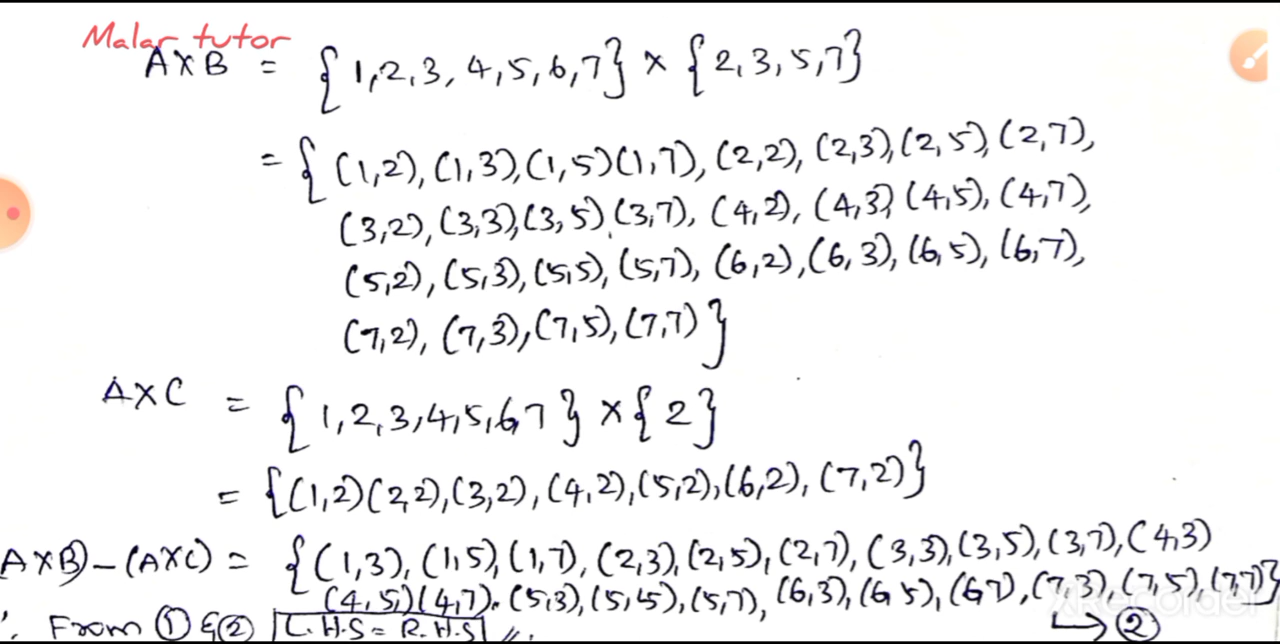 Malar tutor
A×B = {1,2,3,4,5,6,7} × {2,3,5,7}
= {(1,2),(1,3),(1,5)(1,7),(2,2),(2,3),(2,5),(2,7),
(3,2),(3,3),(3,5)(3,7),(4,2),(4,3)(4,5),(4,7),
(5,2),(5,3),(5,5),(5,7),(6,2),(6,3),(6,5),(6,7),
(7,2),(7,3),(7,5),(7,7)}
A×C = {1,2,3,4,5,6,7} × {2}
= {(1,2)(2,2),(3,2),(4,2),(5,2),(6,2),(7,2)}
A×B)-(A×C) = {(1,3),(1,5),(1,7),(2,3),(2,5),(2,7),(3,3),(3,5),(3,7),(4,3)
(4,5)(4,7),(5,3),(5,5),(5,7),(6,3),(6,5),(6,7),(7,3),(7,5),(7,7)}
∴ From ① & ② L.H.S = R.H.S //. → ②
XRecorder